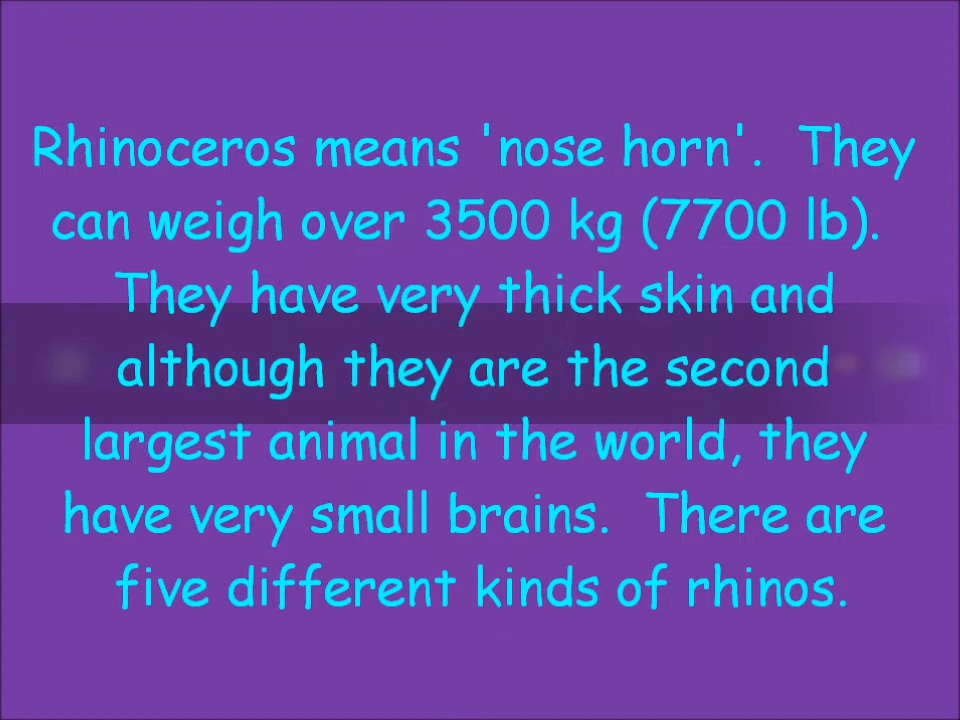 Rhinoceros means 'nose horn'. They
can weigh over 3500 kg (7700 lb).
They have very thick skin and
although they are the second
largest animal in the world, they
have very small brains. There are
five different kinds of rhinos.